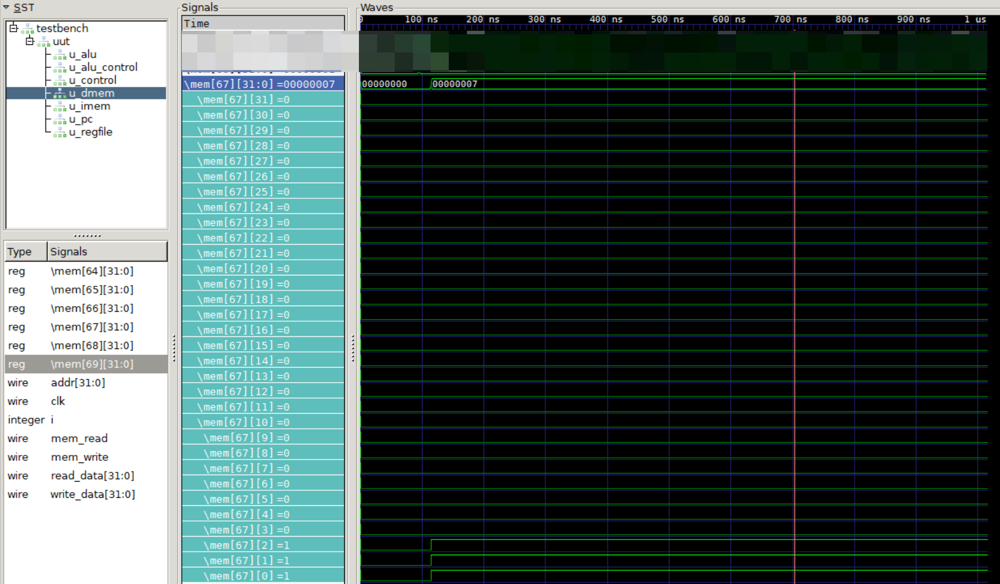 SST
testbench
uut
u_alu
u_alu_control
u_control
u_dmem
u_imem
u_pc
u_regfile
Type Signals
reg \mem[64][31:0]
reg \mem[65][31:0]
reg \mem[66][31:0]
reg \mem[67][31:0]
reg \mem[68][31:0]
reg \mem[69][31:0]
wire addr[31:0]
wire clk
integer i
wire mem_read
wire mem_write
wire read_data[31:0]
wire write_data[31:0]
Signals
Time
\mem[67][31:0] =00000007
\mem[67][31] =0
\mem[67][30] =0
\mem[67][29] =0
\mem[67][28] =0
\mem[67][27] =0
\mem[67][26] =0
\mem[67][25] =0
\mem[67][24] =0
\mem[67][23] =0
\mem[67][22] =0
\mem[67][21] =0
\mem[67][20] =0
\mem[67][19] =0
\mem[67][18] =0
\mem[67][17] =0
\mem[67][16] =0
\mem[67][15] =0
\mem[67][14] =0
\mem[67][13] =0
\mem[67][12] =0
\mem[67][11] =0
\mem[67][10] =0
\mem[67][9] =0
\mem[67][8] =0
\mem[67][7] =0
\mem[67][6] =0
\mem[67][5] =0
\mem[67][4] =0
\mem[67][3] =0
\mem[67][2] =1
\mem[67][1] =1
\mem[67][0] =1
Waves
0 100 ns 200 ns 300 ns 400 ns 500 ns 600 ns 700 ns 800 ns 900 ns 1 us
00000000 00000007